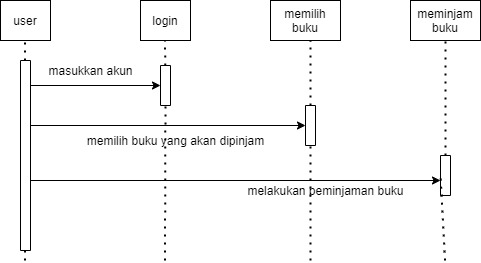 user
login
memilih
buku
meminjam
buku
masukkan akun
memilih buku yang akan dipinjam
melakukan peminjaman buku